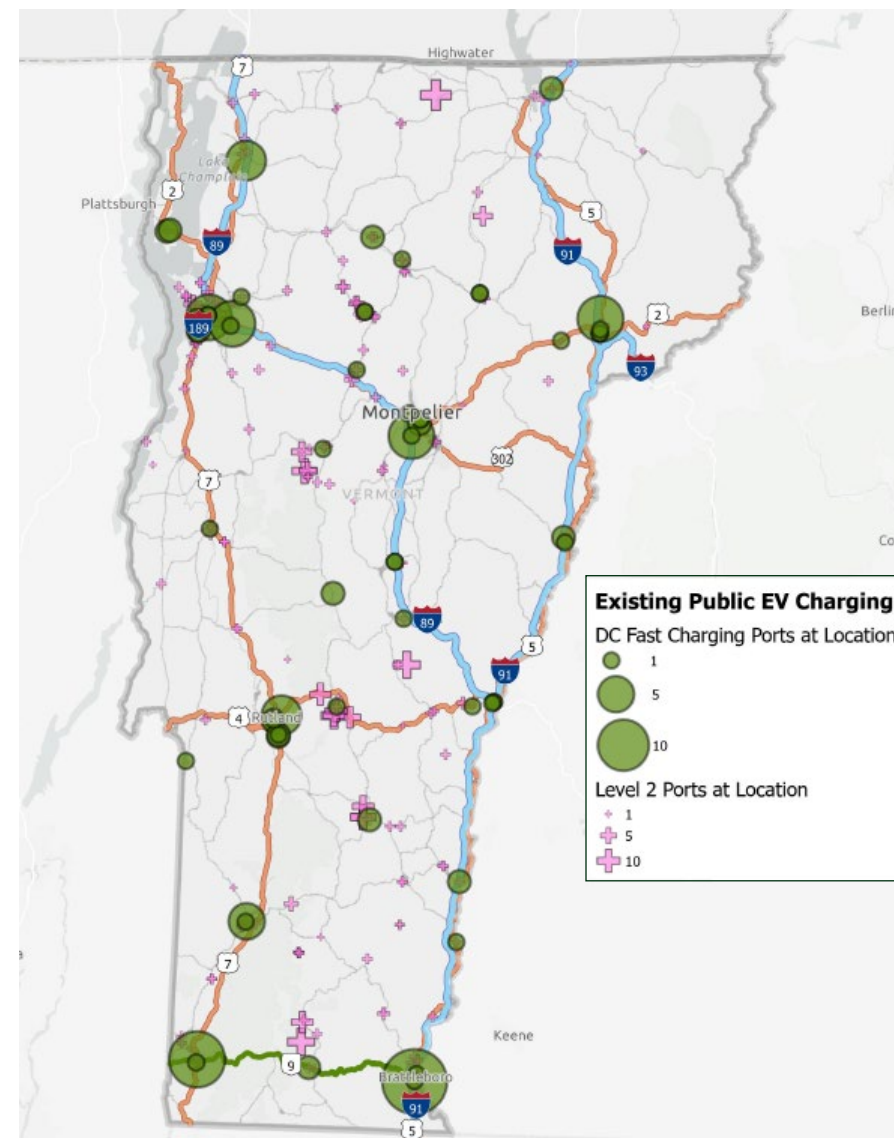 Highwater
7
Lake
Champlain
2
Plattsburgh
5
89
91
189
2
Berlin
93
Montpelier
302
7
VERMONT
Existing Public EV Charging
DC Fast Charging Ports at Location
1
5
10
Level 2 Ports at Location
1
5
10
89
5
91
4
Rutland
7
Keene
9
Brattleboro
91
5